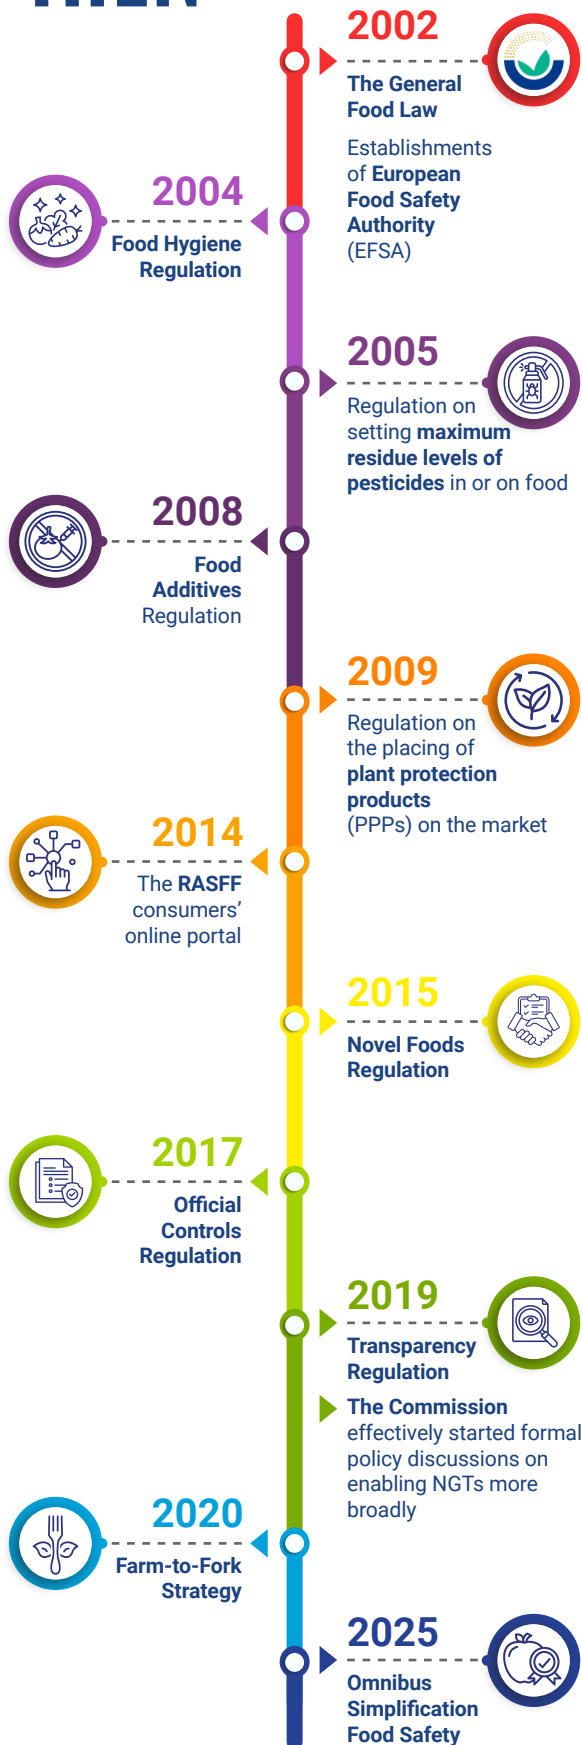 2002
The General
Food Law
Establishments
of European
Food Safety
Authority
(EFSA)
2004
Food Hygiene
Regulation
2005
Regulation on
setting maximum
residue levels of
pesticides in or on food
2008
Food
Additives
Regulation
2009
Regulation on
the placing of
plant protection
products
(PPPs) on the market
2014
The RASFF
consumers’
online portal
2015
Novel Foods
Regulation
2017
Official
Controls
Regulation
2019
Transparency
Regulation
The Commission
effectively started formal
policy discussions on
enabling NGTs more
broadly
2020
Farm-to-Fork
Strategy
2025
Omnibus
Simplification
Food Safety